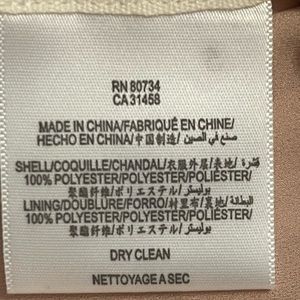 RN 80734
CA 31458
MADE IN CHINA/FABRIQUÉ EN CHINE/
HECHO EN CHINA/中国制造/ صنع في الصين
SHELL/COQUILLE/CHANDAL/聚酯外层/表地/ قشرة/
100% POLYESTER/POLYESTER/POLIÉSTER/
聚酯纤维/ポリエステル/ بوليستر
LINING/DOUBLURE/FORRO/衬里布/裏地/ البطانة/
100% POLYESTER/POLYESTER/POLIÉSTER/
聚酯纤维/ポリエステル/ بوليستر
DRY CLEAN
NETTOYAGE A SEC